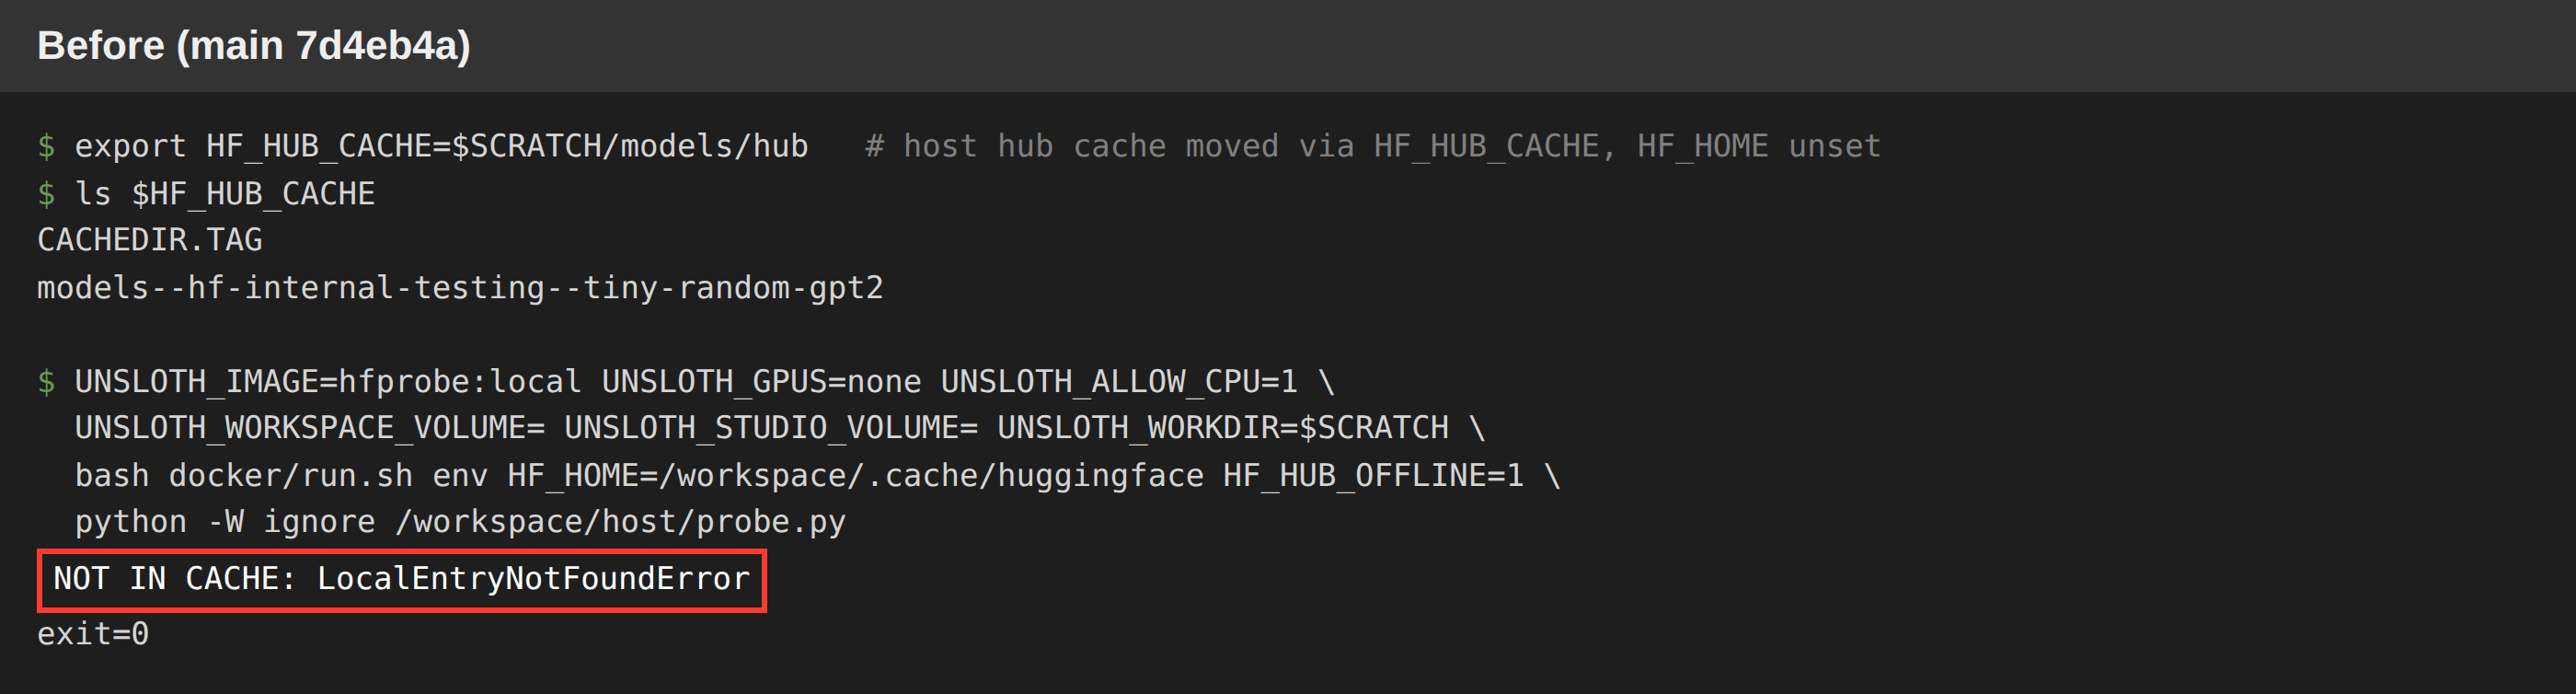 Before (main 7d4eb4a)
$ export HF_HUB_CACHE=$SCRATCH/models/hub   # host hub cache moved via HF_HUB_CACHE, HF_HOME unset
$ ls $HF_HUB_CACHE
CACHEDIR.TAG
models--hf-internal-testing--tiny-random-gpt2
$ UNSLOTH_IMAGE=hfprobe:local UNSLOTH_GPUS=none UNSLOTH_ALLOW_CPU=1 \
  UNSLOTH_WORKSPACE_VOLUME= UNSLOTH_STUDIO_VOLUME= UNSLOTH_WORKDIR=$SCRATCH \
  bash docker/run.sh env HF_HOME=/workspace/.cache/huggingface HF_HUB_OFFLINE=1 \
  python -W ignore /workspace/host/probe.py
NOT IN CACHE: LocalEntryNotFoundError
exit=0